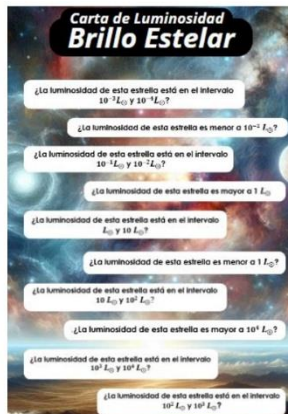 Carta de Luminosidad
Brillo Estelar
¿La luminosidad de esta estrella está en el intervalo
10⁻³L☉ y 10⁻⁴L☉?
¿La luminosidad de esta estrella es menor a 10⁻² L☉?
¿La luminosidad de esta estrella está en el intervalo
10⁻¹L☉ y 10⁻²L☉?
¿La luminosidad de esta estrella es mayor a 1 L☉
¿La luminosidad de esta estrella está en el intervalo
L☉ y 10 L☉?
¿La luminosidad de esta estrella es menor a 1 L☉?
¿La luminosidad de esta estrella está en el intervalo
10 L☉ y 10² L☉?
¿La luminosidad de esta estrella es mayor a 10⁴ L☉?
¿La luminosidad de esta estrella está en el intervalo
10³ L☉ y 10⁴ L☉?
¿La luminosidad de esta estrella está en el intervalo
10² L☉ y 10³ L☉?